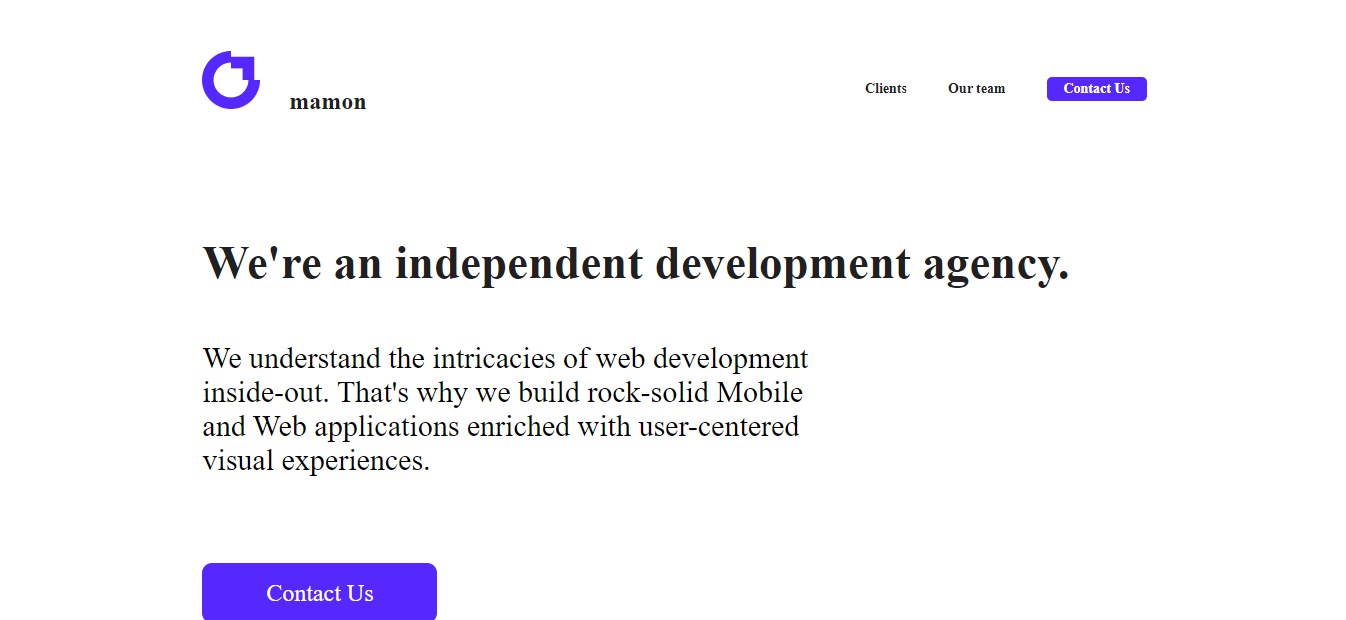 mamon
Clients
Our team
Contact Us
We're an independent development agency.
We understand the intricacies of web development
inside-out. That's why we build rock-solid Mobile
and Web applications enriched with user-centered
visual experiences.
Contact Us